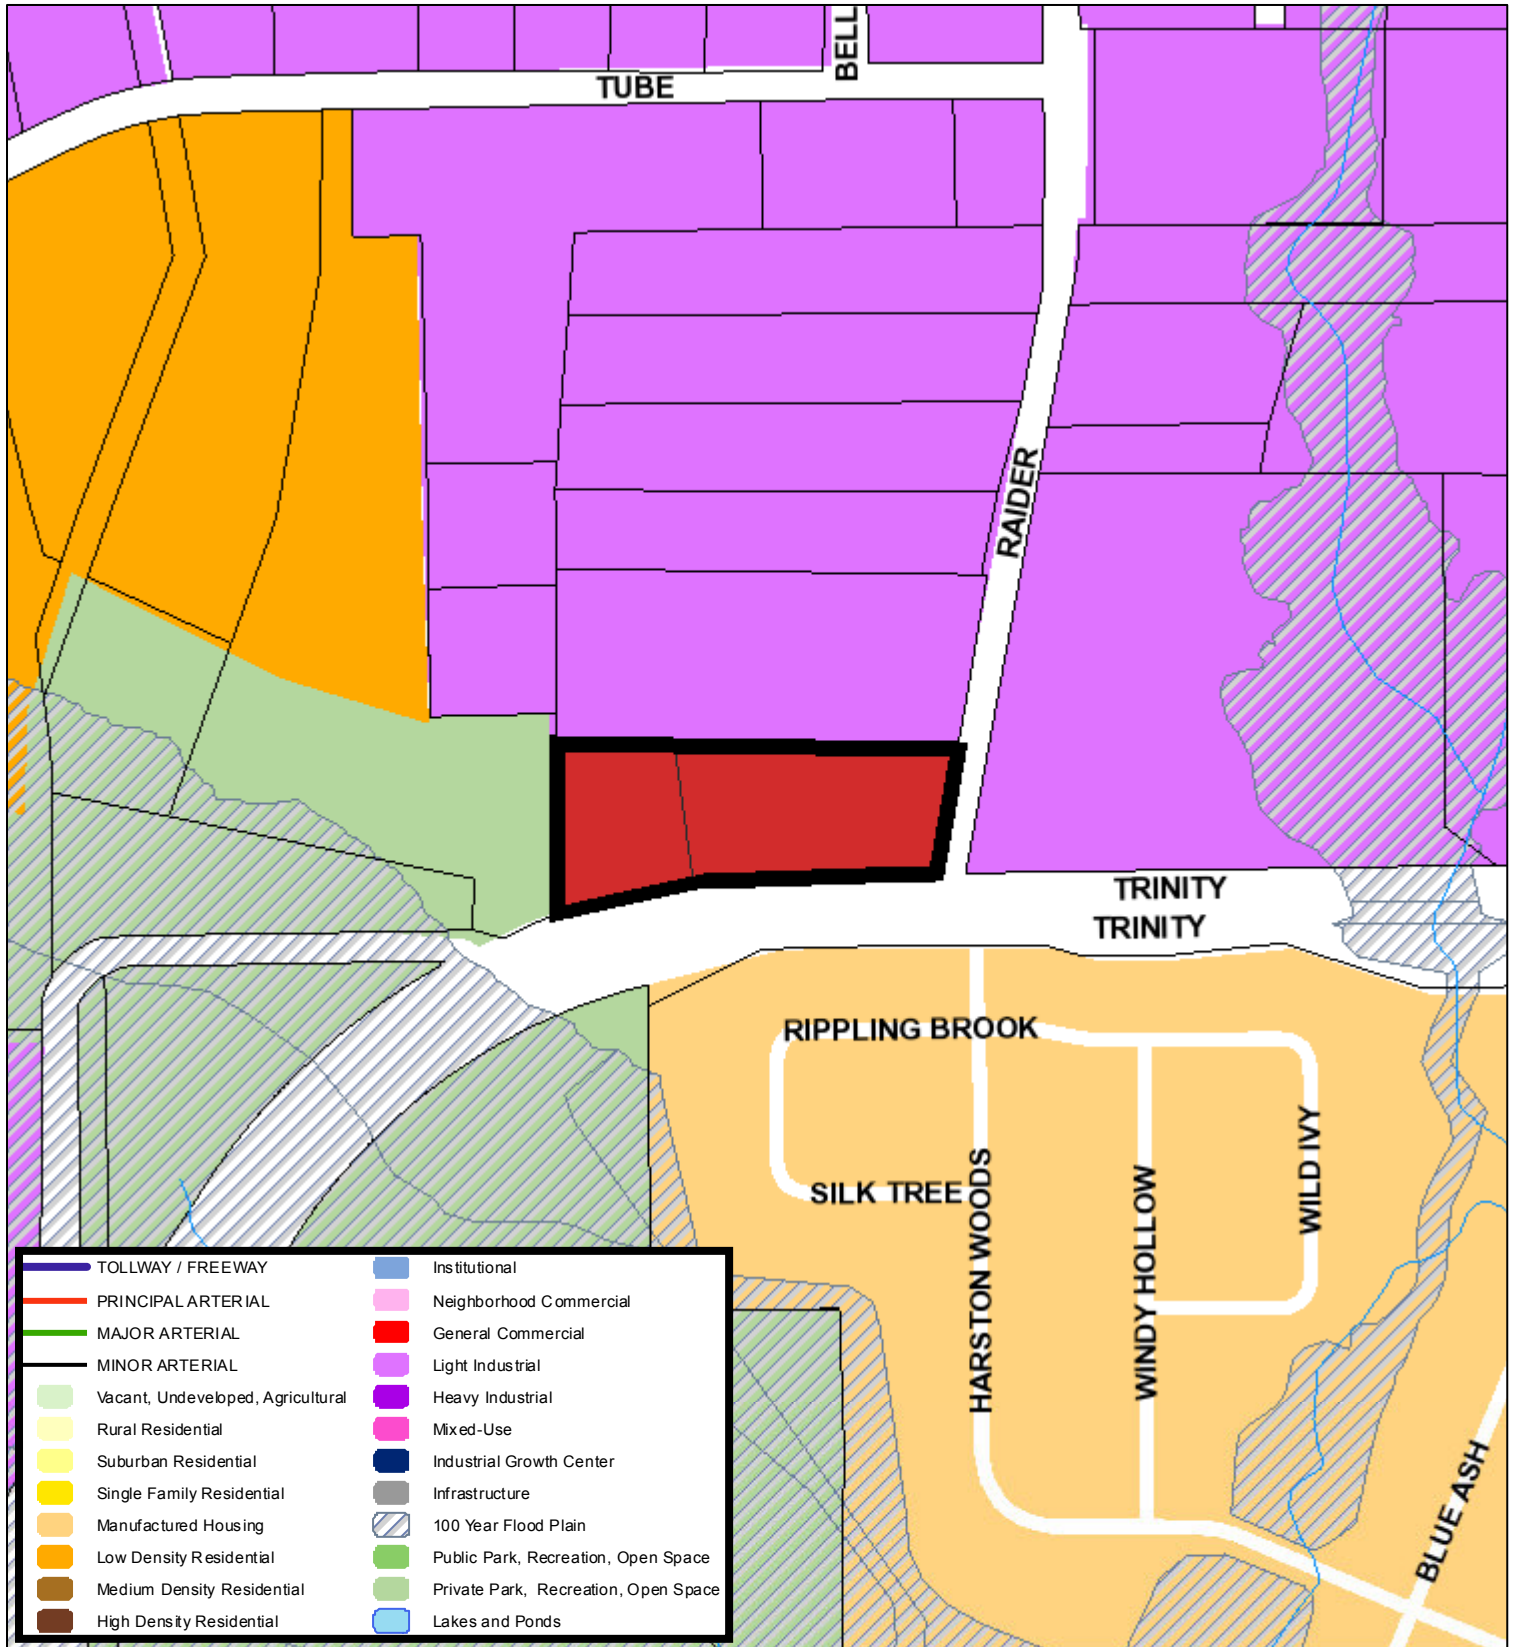 BELL
TUBE
RAIDER
TRINITY
TRINITY
RIPPLING BROOK
SILK TREE
HARSTON WOODS
WINDY HOLLOW
WILD IVY
BLUE ASH
TOLLWAY / FREEWAY
PRINCIPAL ARTERIAL
MAJOR ARTERIAL
MINOR ARTERIAL
Vacant, Undeveloped, Agricultural
Rural Residential
Suburban Residential
Single Family Residential
Manufactured Housing
Low Density Residential
Medium Density Residential
High Density Residential
Institutional
Neighborhood Commercial
General Commercial
Light Industrial
Heavy Industrial
Mixed-Use
Industrial Growth Center
Infrastructure
100 Year Flood Plain
Public Park, Recreation, Open Space
Private Park, Recreation, Open Space
Lakes and Ponds